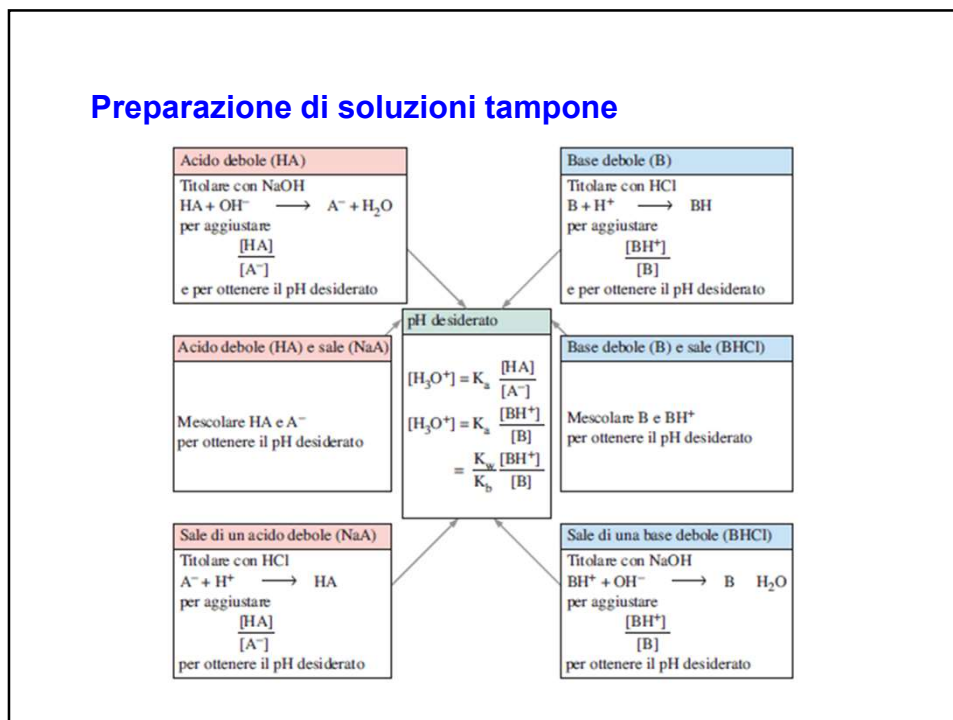 Preparazione di soluzioni tampone
Acido debole (HA)
Titolare con NaOH
HA + OH⁻ ⟶ A⁻ + H₂O
per aggiustare
[HA]
[A⁻]
e per ottenere il pH desiderato
Base debole (B)
Titolare con HCl
B + H⁺ ⟶ BH
per aggiustare
[BH⁺]
[B]
e per ottenere il pH desiderato
Acido debole (HA) e sale (NaA)
Mescolare HA e A⁻
per ottenere il pH desiderato
pH desiderato
[H₃O⁺] = Kₐ [HA]
[A⁻]
[H₃O⁺] = Kₐ [BH⁺]
[B]
= K_w [BH⁺]
K_b [B]
Base debole (B) e sale (BHCl)
Mescolare B e BH⁺
per ottenere il pH desiderato
Sale di un acido debole (NaA)
Titolare con HCl
A⁻ + H⁺ ⟶ HA
per aggiustare
[HA]
[A⁻]
per ottenere il pH desiderato
Sale di una base debole (BHCl)
Titolare con NaOH
BH⁺ + OH⁻ ⟶ B H₂O
per aggiustare
[BH⁺]
[B]
per ottenere il pH desiderato